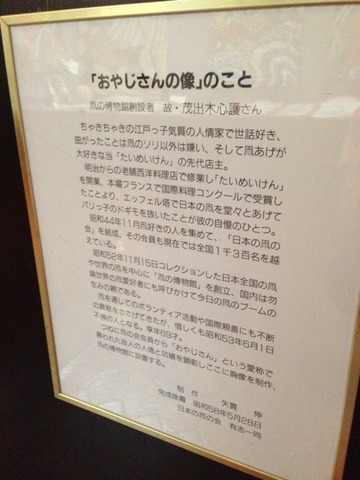 「おやじさんの像」のこと
凧の博物館創設者　故・茂出木心護さん
ちゃきちゃきの江戸っ子気質の人情家で世話好き、
曲がったことは凧のソリ以外は嫌い、そして凧あげが
大好きな当「たいめいけん」の先代店主。
明治からの老舗西洋料理店で修業し「たいめいけん」
を開業、本場フランスで国際料理コンクールで受賞し
たことより、エッフェル塔で日本の凧を堂々とあげて
パリっ子のドギモを抜いたことが彼の自慢のひとつ。
昭和44年11月凧好きの人を集めて、「日本の凧の
会」を結成、その会員も現在では全国1千3百名を越
えている。
昭和52年11月15日コレクションした日本全国の凧
や世界の凧を中心に「凧の博物館」を創立、国内は勿
論世界の凧愛好者にも呼びかけて今日の凧のブームの
生みの親である。
凧を通してのボランティア活動や国際親善にも不断
の貢献をささげてきたが、惜しくも昭和53年6月1日
不帰の人となる。享年63才。
つねに凧の会会員から「おやじさん」という愛称で
慕われた故人の人徳と功績を顕彰しここに胸像を制作、
凧の博物館に設置する。
制　作　　矢貫　伸
完成除幕　昭和58年5月28日
日本の凧の会　有志一同